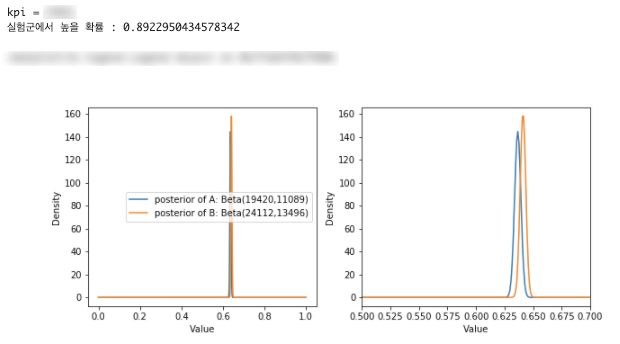 kpi =
실험군에서 높을 확률 : 0.8922950434578342
160
140
120
100
80
60
40
20
0
Density
posterior of A: Beta(19420,11089)
posterior of B: Beta(24112,13496)
0.0 0.2 0.4 0.6 0.8 1.0
Value
160
140
120
100
80
60
40
20
0
Density
0.500 0.525 0.550 0.575 0.600 0.625 0.650 0.675 0.700
Value